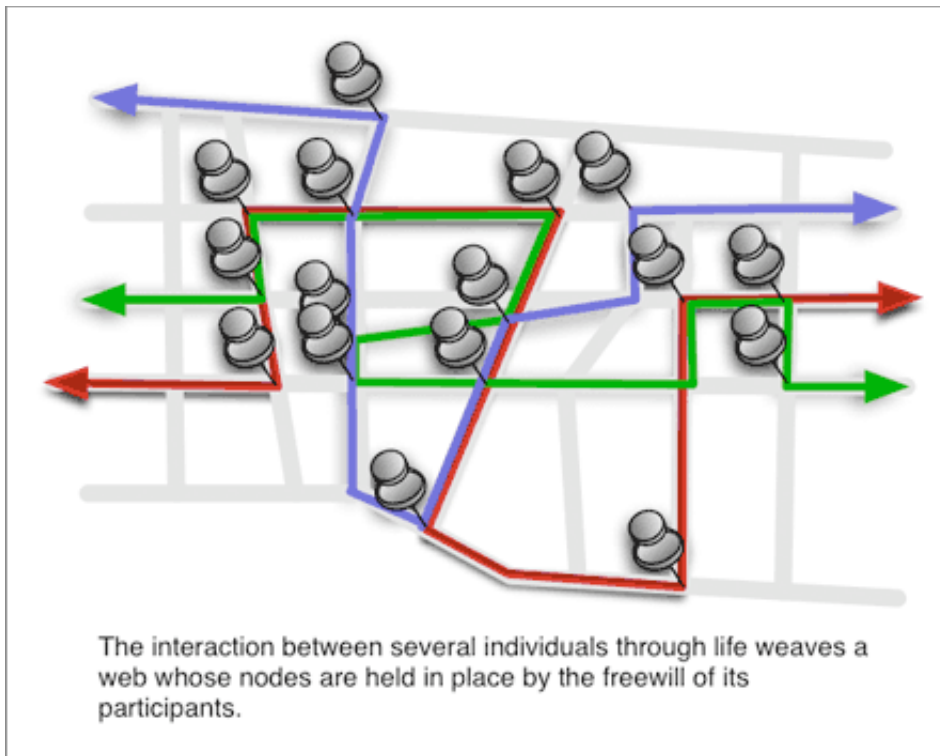 The interaction between several individuals through life weaves a
web whose nodes are held in place by the freewill of its
participants.